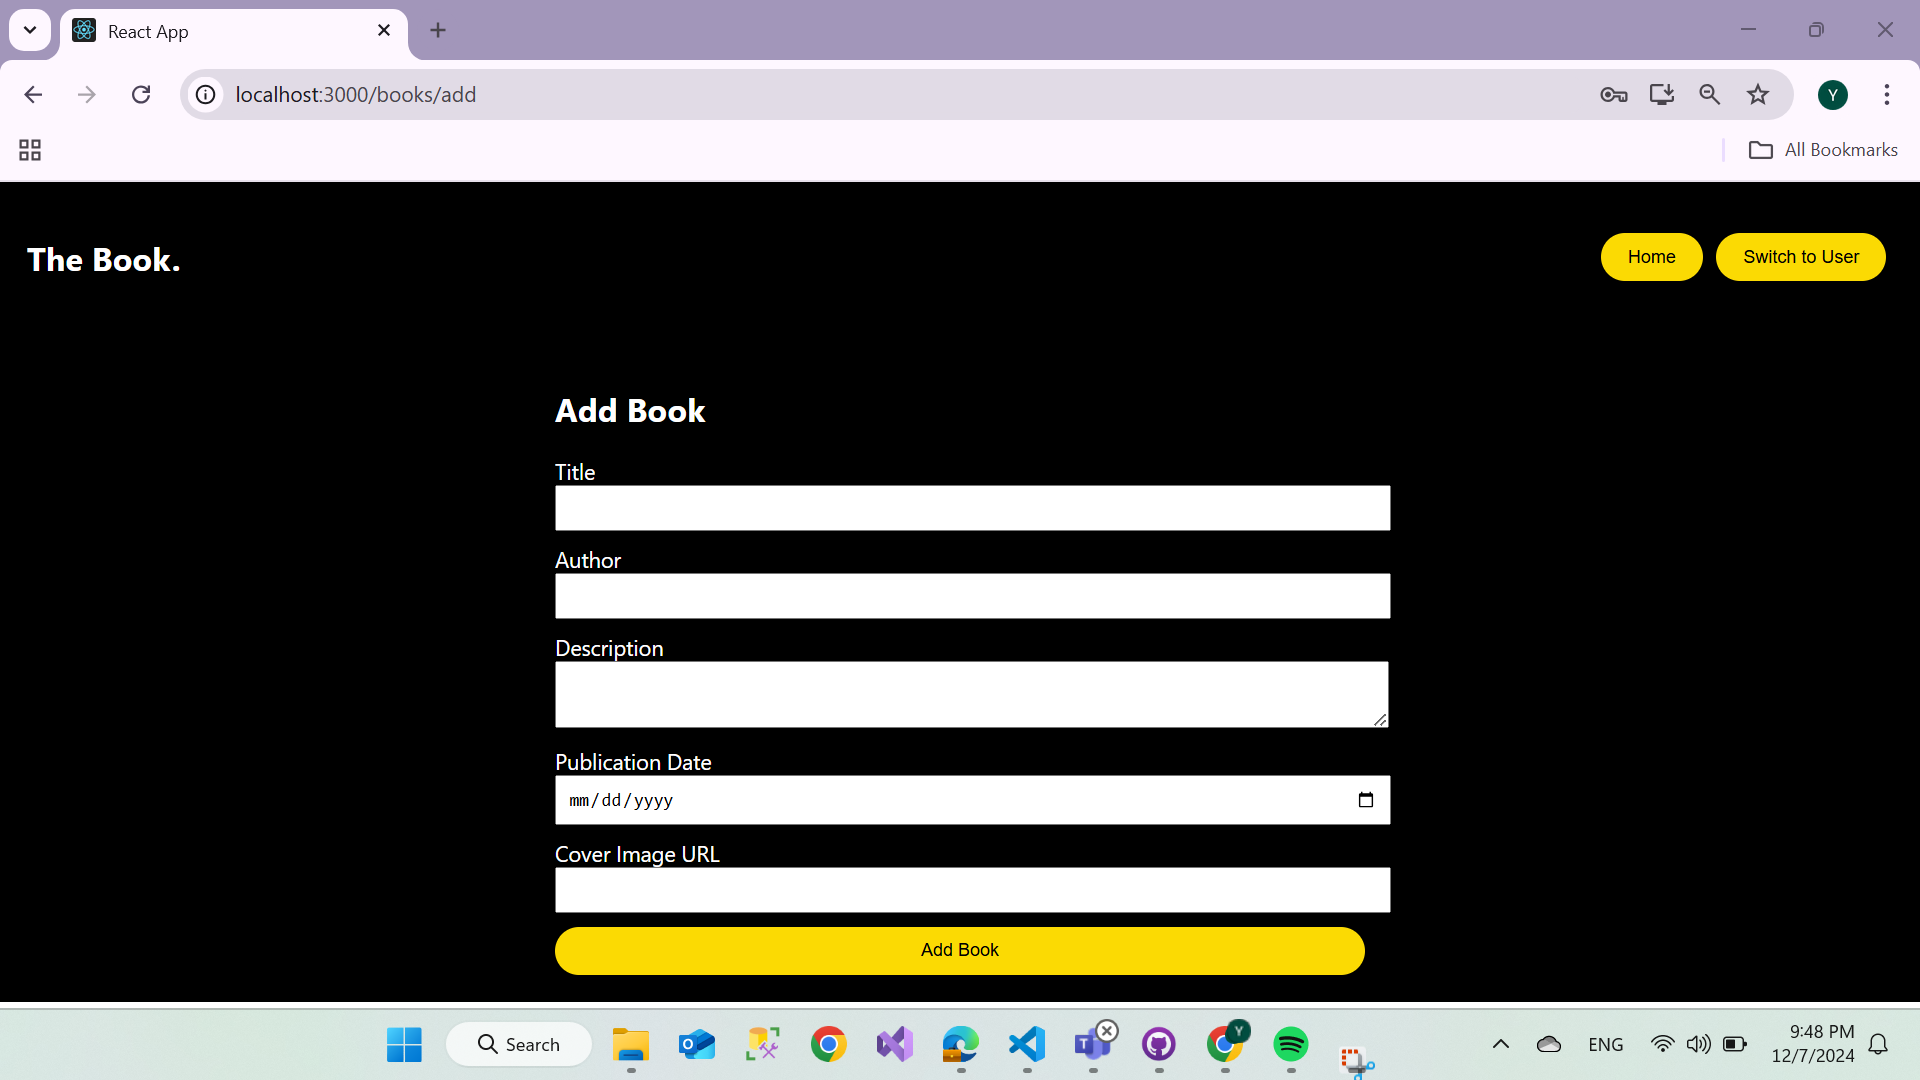 React App
localhost:3000/books/add
Y
All Bookmarks
The Book.
Home
Switch to User
Add Book
Title
Author
Description
Publication Date
mm/dd/yyyy
Cover Image URL
Add Book
Search
Y
ENG
9:48 PM
12/7/2024